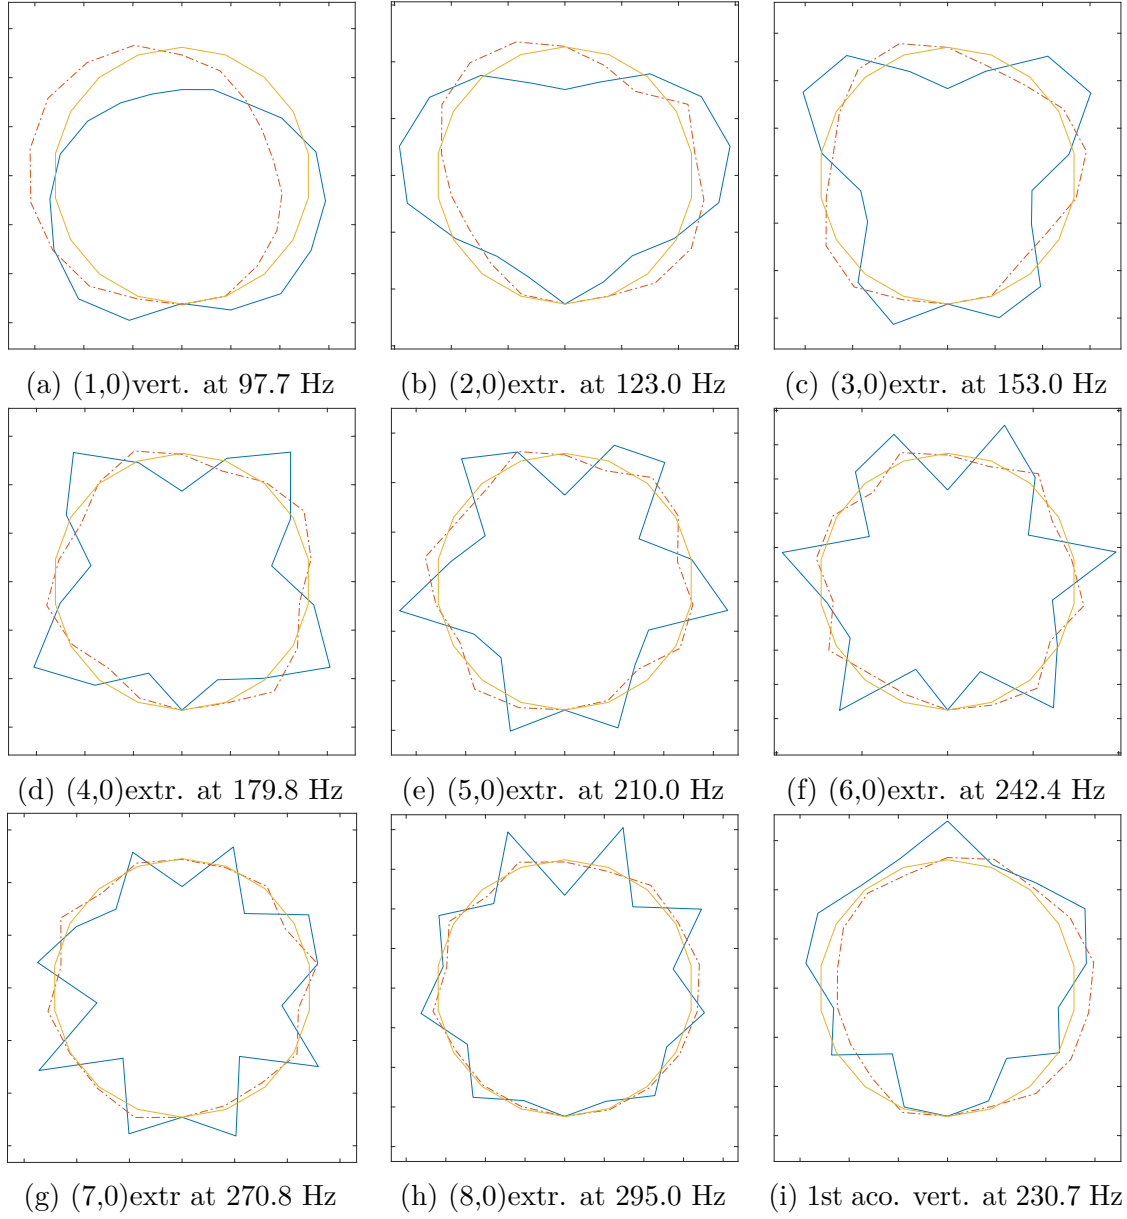 (a) (1,0)vert. at 97.7 Hz
(b) (2,0)extr. at 123.0 Hz
(c) (3,0)extr. at 153.0 Hz
(d) (4,0)extr. at 179.8 Hz
(e) (5,0)extr. at 210.0 Hz
(f) (6,0)extr. at 242.4 Hz
(g) (7,0)extr at 270.8 Hz
(h) (8,0)extr. at 295.0 Hz
(i) 1st aco. vert. at 230.7 Hz